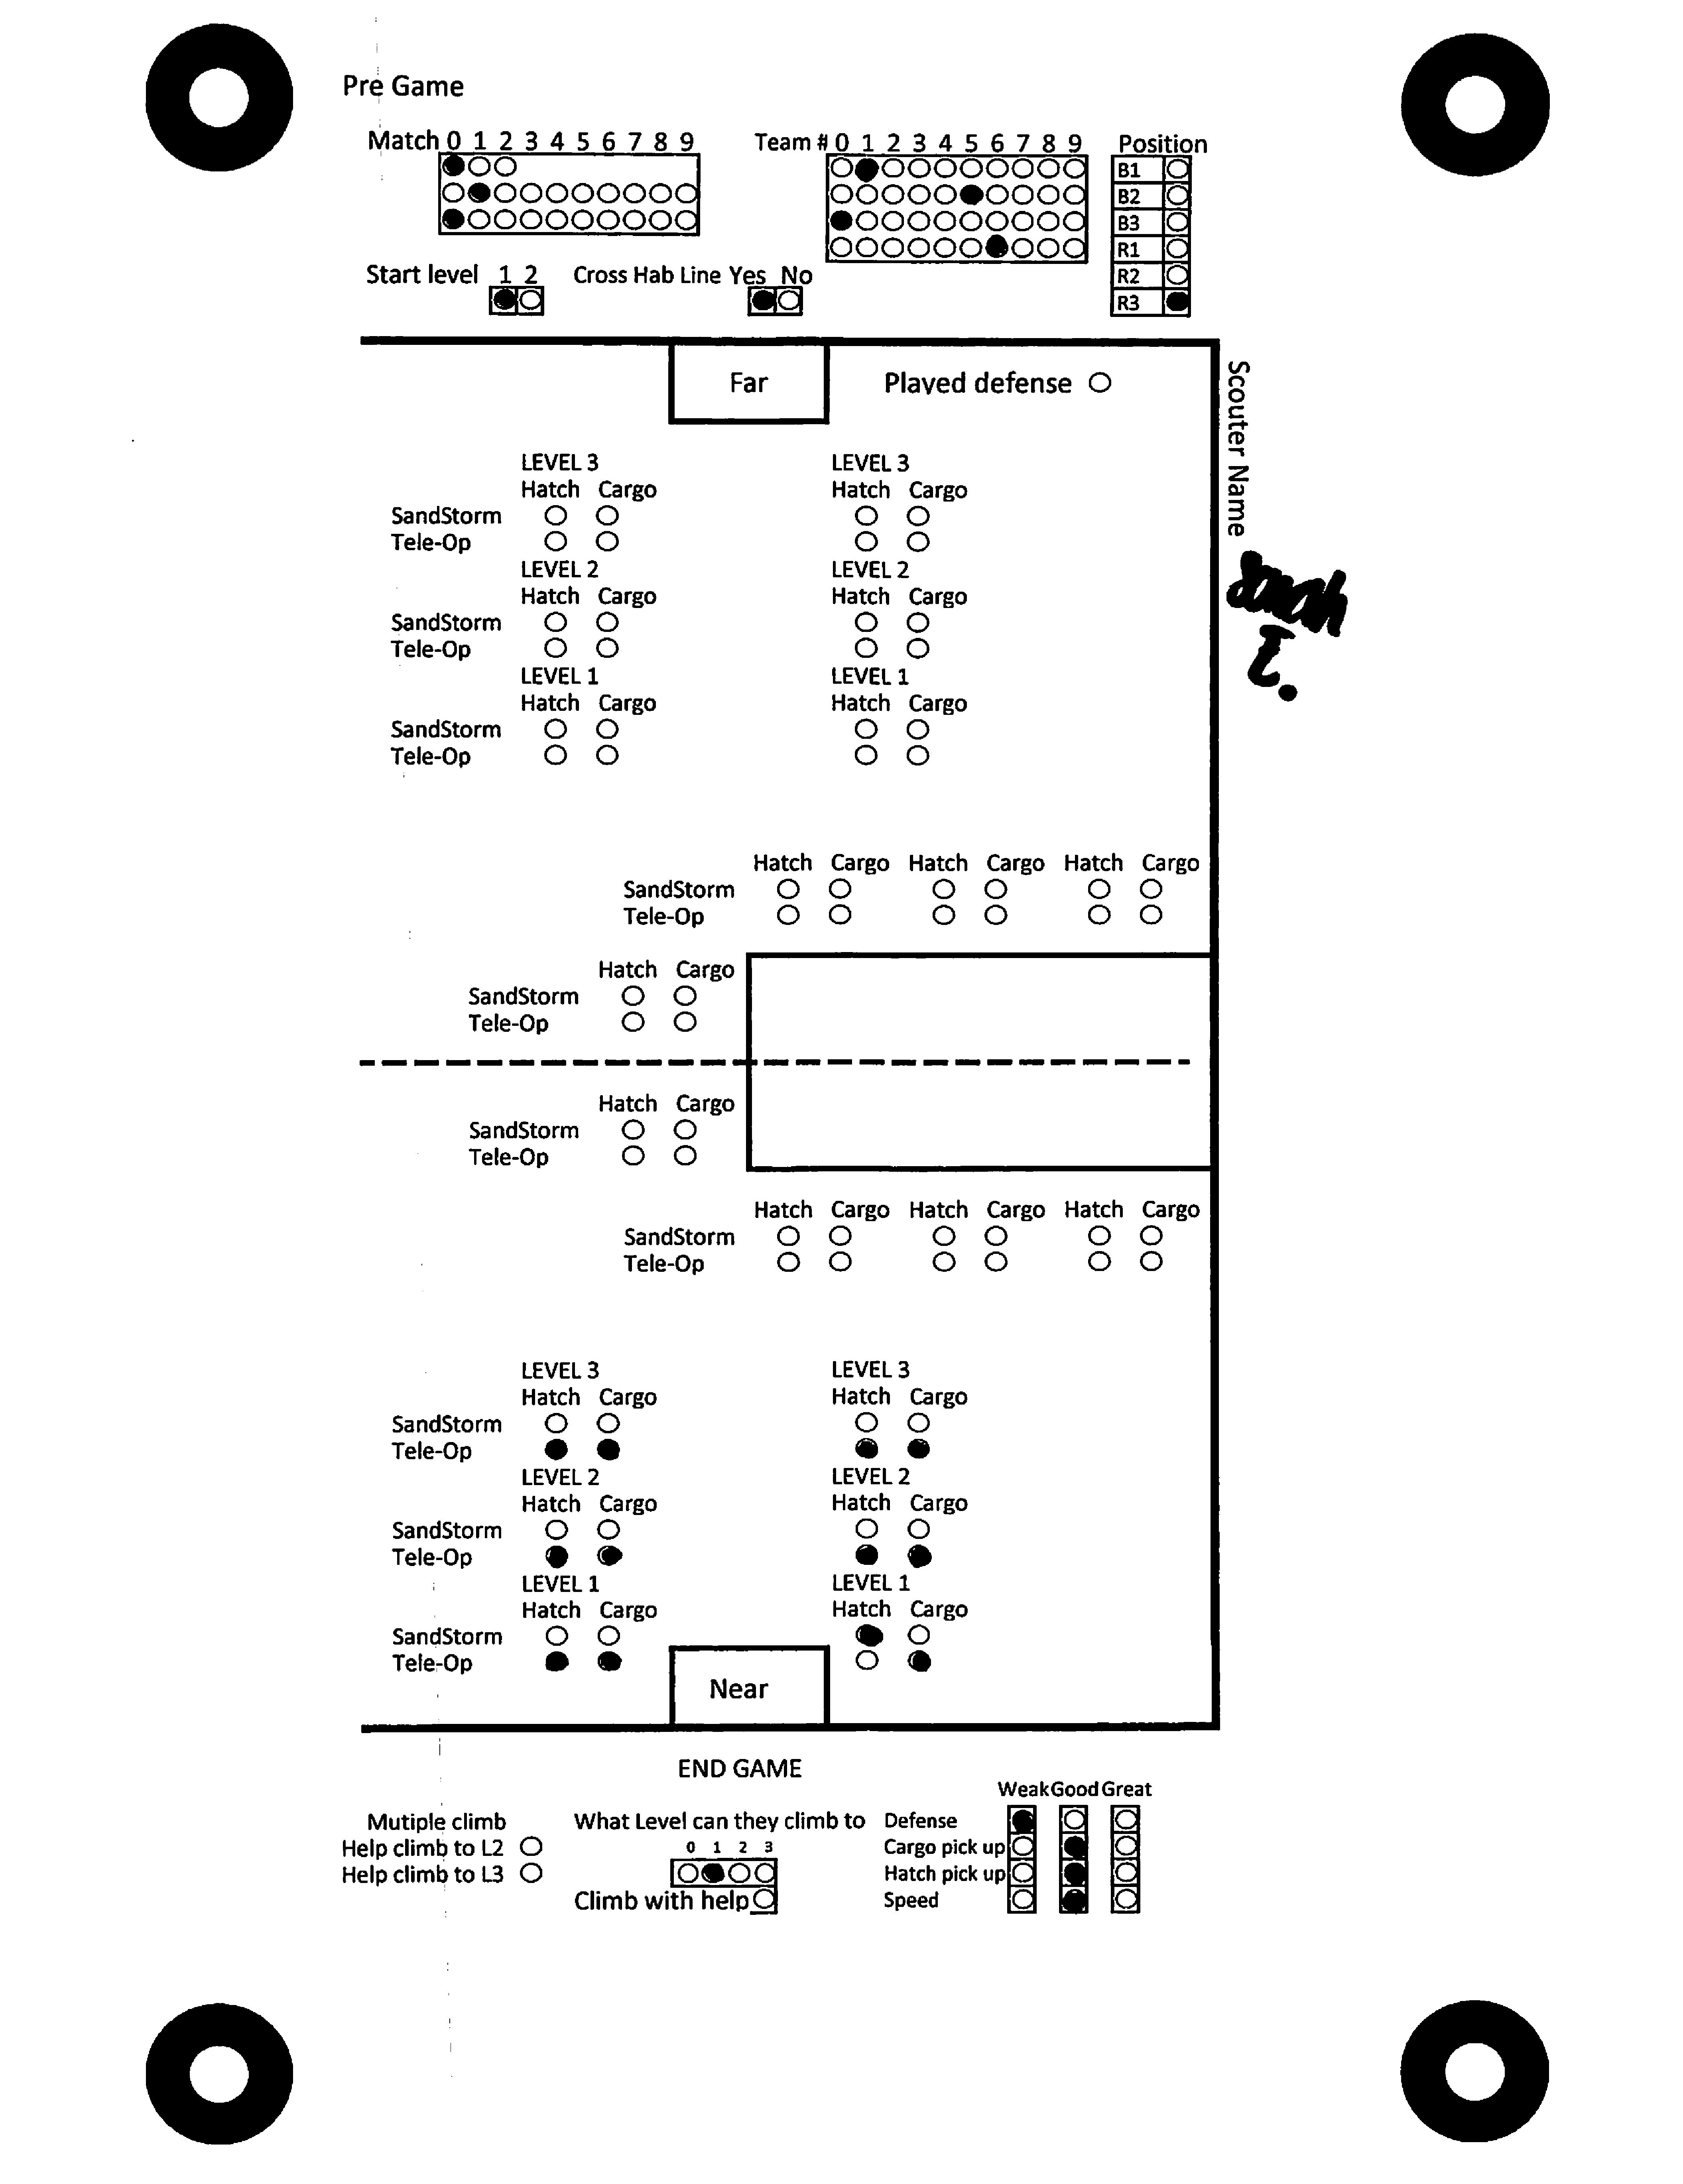 Pre Game
Match 0 1 2 3 4 5 6 7 8 9
Team # 0 1 2 3 4 5 6 7 8 9
Position
B1
B2
B3
R1
R2
R3
Start level 1 2
Cross Hab Line Yes No
Far
Played defense
Scouter Name
LEVEL 3 LEVEL 3
Hatch Cargo Hatch Cargo
SandStorm
Tele-Op
LEVEL 2 LEVEL 2
Hatch Cargo Hatch Cargo
SandStorm
Tele-Op
LEVEL 1 LEVEL 1
Hatch Cargo Hatch Cargo
SandStorm
Tele-Op
Hatch Cargo Hatch Cargo Hatch Cargo
SandStorm
Tele-Op
Hatch Cargo
SandStorm
Tele-Op
Hatch Cargo
SandStorm
Tele-Op
Hatch Cargo Hatch Cargo Hatch Cargo
SandStorm
Tele-Op
LEVEL 3 LEVEL 3
Hatch Cargo Hatch Cargo
SandStorm
Tele-Op
LEVEL 2 LEVEL 2
Hatch Cargo Hatch Cargo
SandStorm
Tele-Op
LEVEL 1 LEVEL 1
Hatch Cargo Hatch Cargo
SandStorm
Tele-Op
Near
END GAME
Mutiple climb
Help climb to L2
Help climb to L3
What Level can they climb to
0 1 2 3
Climb with help
Weak Good Great
Defense
Cargo pick up
Hatch pick up
Speed